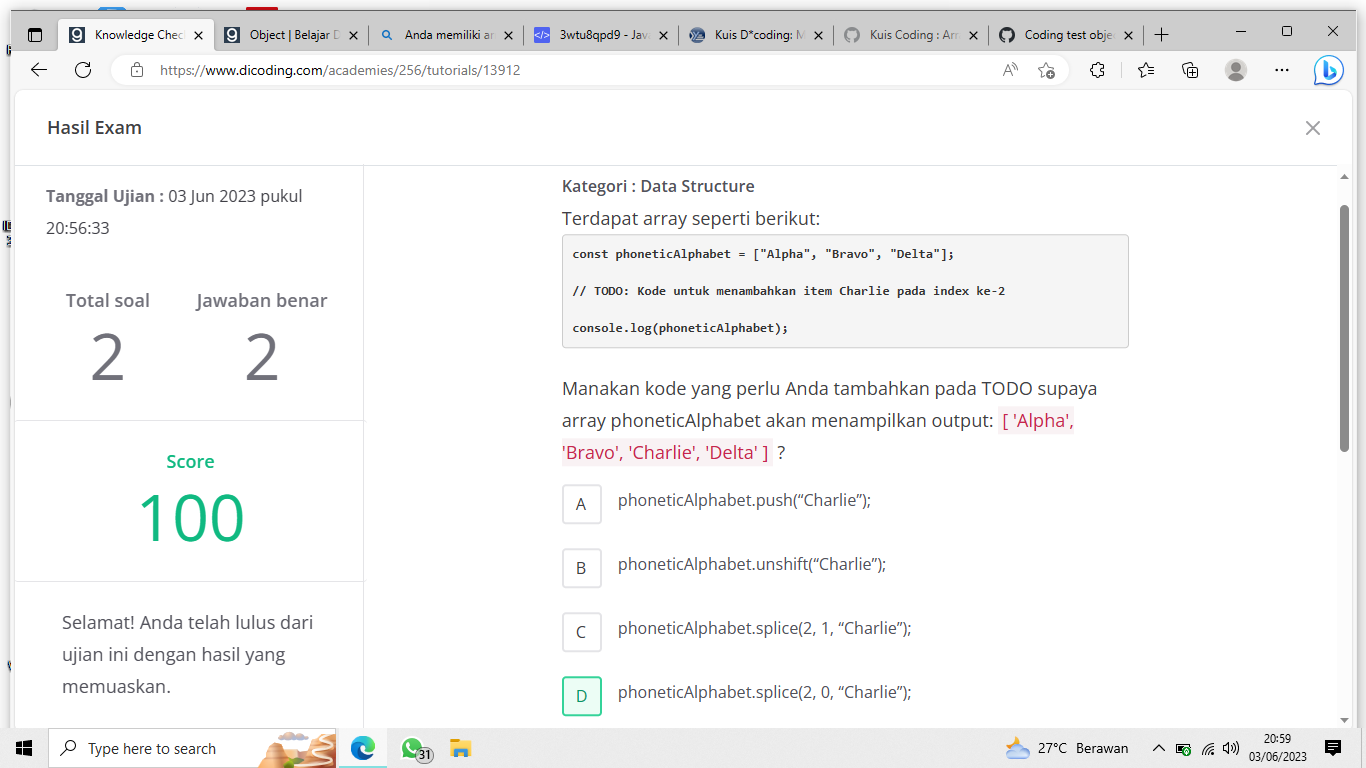 Knowledge Chec
Object | Belajar D
Anda memiliki ar
3wtu8qpd9 - Java
Kuis D*coding: M
Kuis Coding : Arr
Coding test obje
https://www.dicoding.com/academies/256/tutorials/13912
Hasil Exam
Tanggal Ujian : 03 Jun 2023 pukul
20:56:33
Total soal
Jawaban benar
2
2
Score
100
Selamat! Anda telah lulus dari
ujian ini dengan hasil yang
memuaskan.
Kategori : Data Structure
Terdapat array seperti berikut:
const phoneticAlphabet = ["Alpha", "Bravo", "Delta"];
// TODO: Kode untuk menambahkan item Charlie pada index ke-2
console.log(phoneticAlphabet);
Manakan kode yang perlu Anda tambahkan pada TODO supaya
array phoneticAlphabet akan menampilkan output: [ 'Alpha',
'Bravo', 'Charlie', 'Delta' ] ?
A phoneticAlphabet.push(“Charlie”);
B phoneticAlphabet.unshift(“Charlie”);
C phoneticAlphabet.splice(2, 1, “Charlie”);
D phoneticAlphabet.splice(2, 0, “Charlie”);
Type here to search
31
27°C Berawan
20:59
03/06/2023